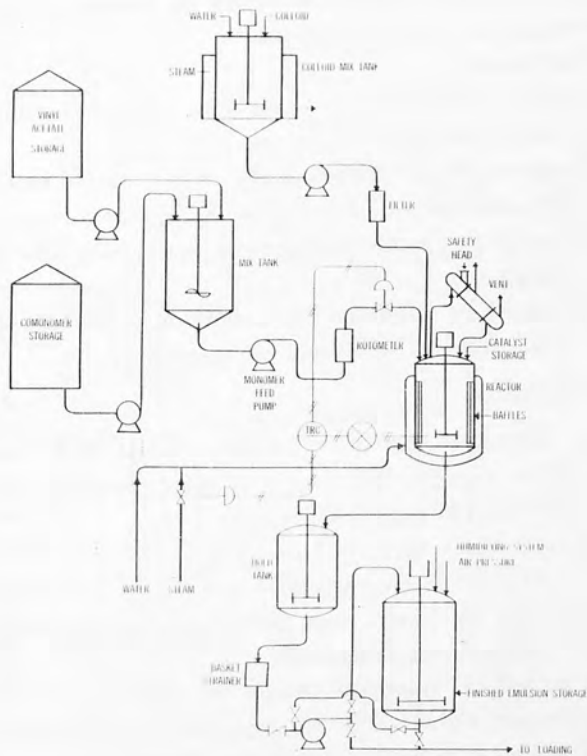 WATER
COLLOID
STEAM
COLLOID MIX TANK
VINYL
ACETATE
STORAGE
FILTER
SAFETY
HEAD
VENT
MIX TANK
COMONOMER
STORAGE
CATALYST
STORAGE
ROTOMETER
REACTOR
MONOMER
FEED
PUMP
BAFFLES
TRC
HOLD
TANK
WATER
STEAM
HUMIDIFYING SYSTEM
AIR PRESSURE
BASKET
STRAINER
FINISHED EMULSION STORAGE
TO LOADING